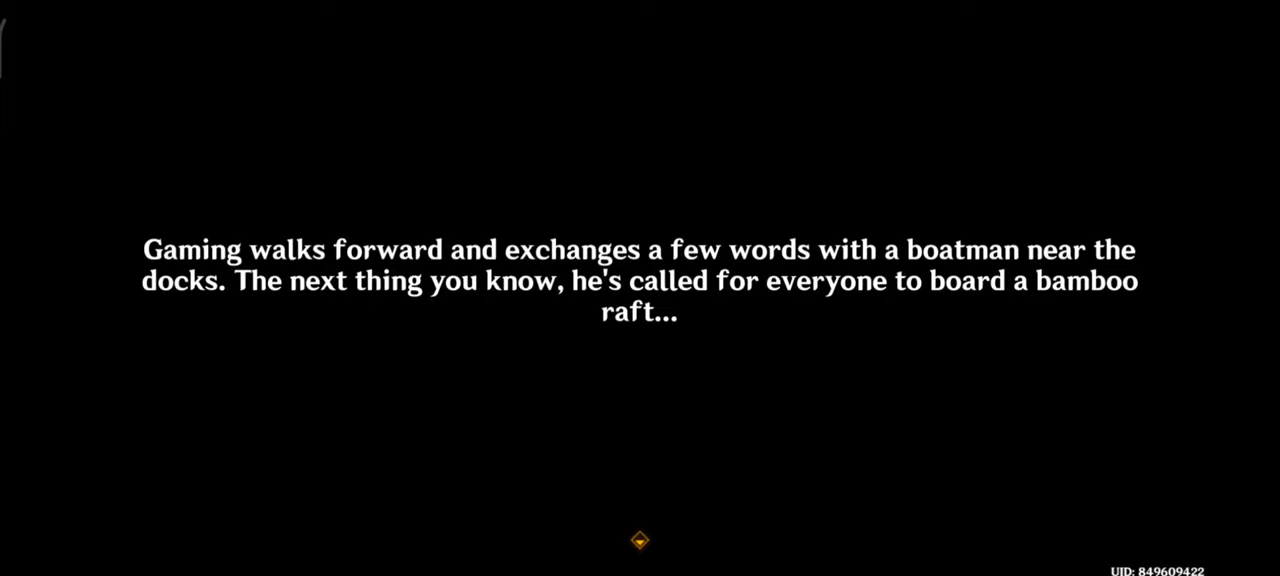 Gaming walks forward and exchanges a few words with a boatman near the
docks. The next thing you know, he's called for everyone to board a bamboo
raft...
UID: 849609422